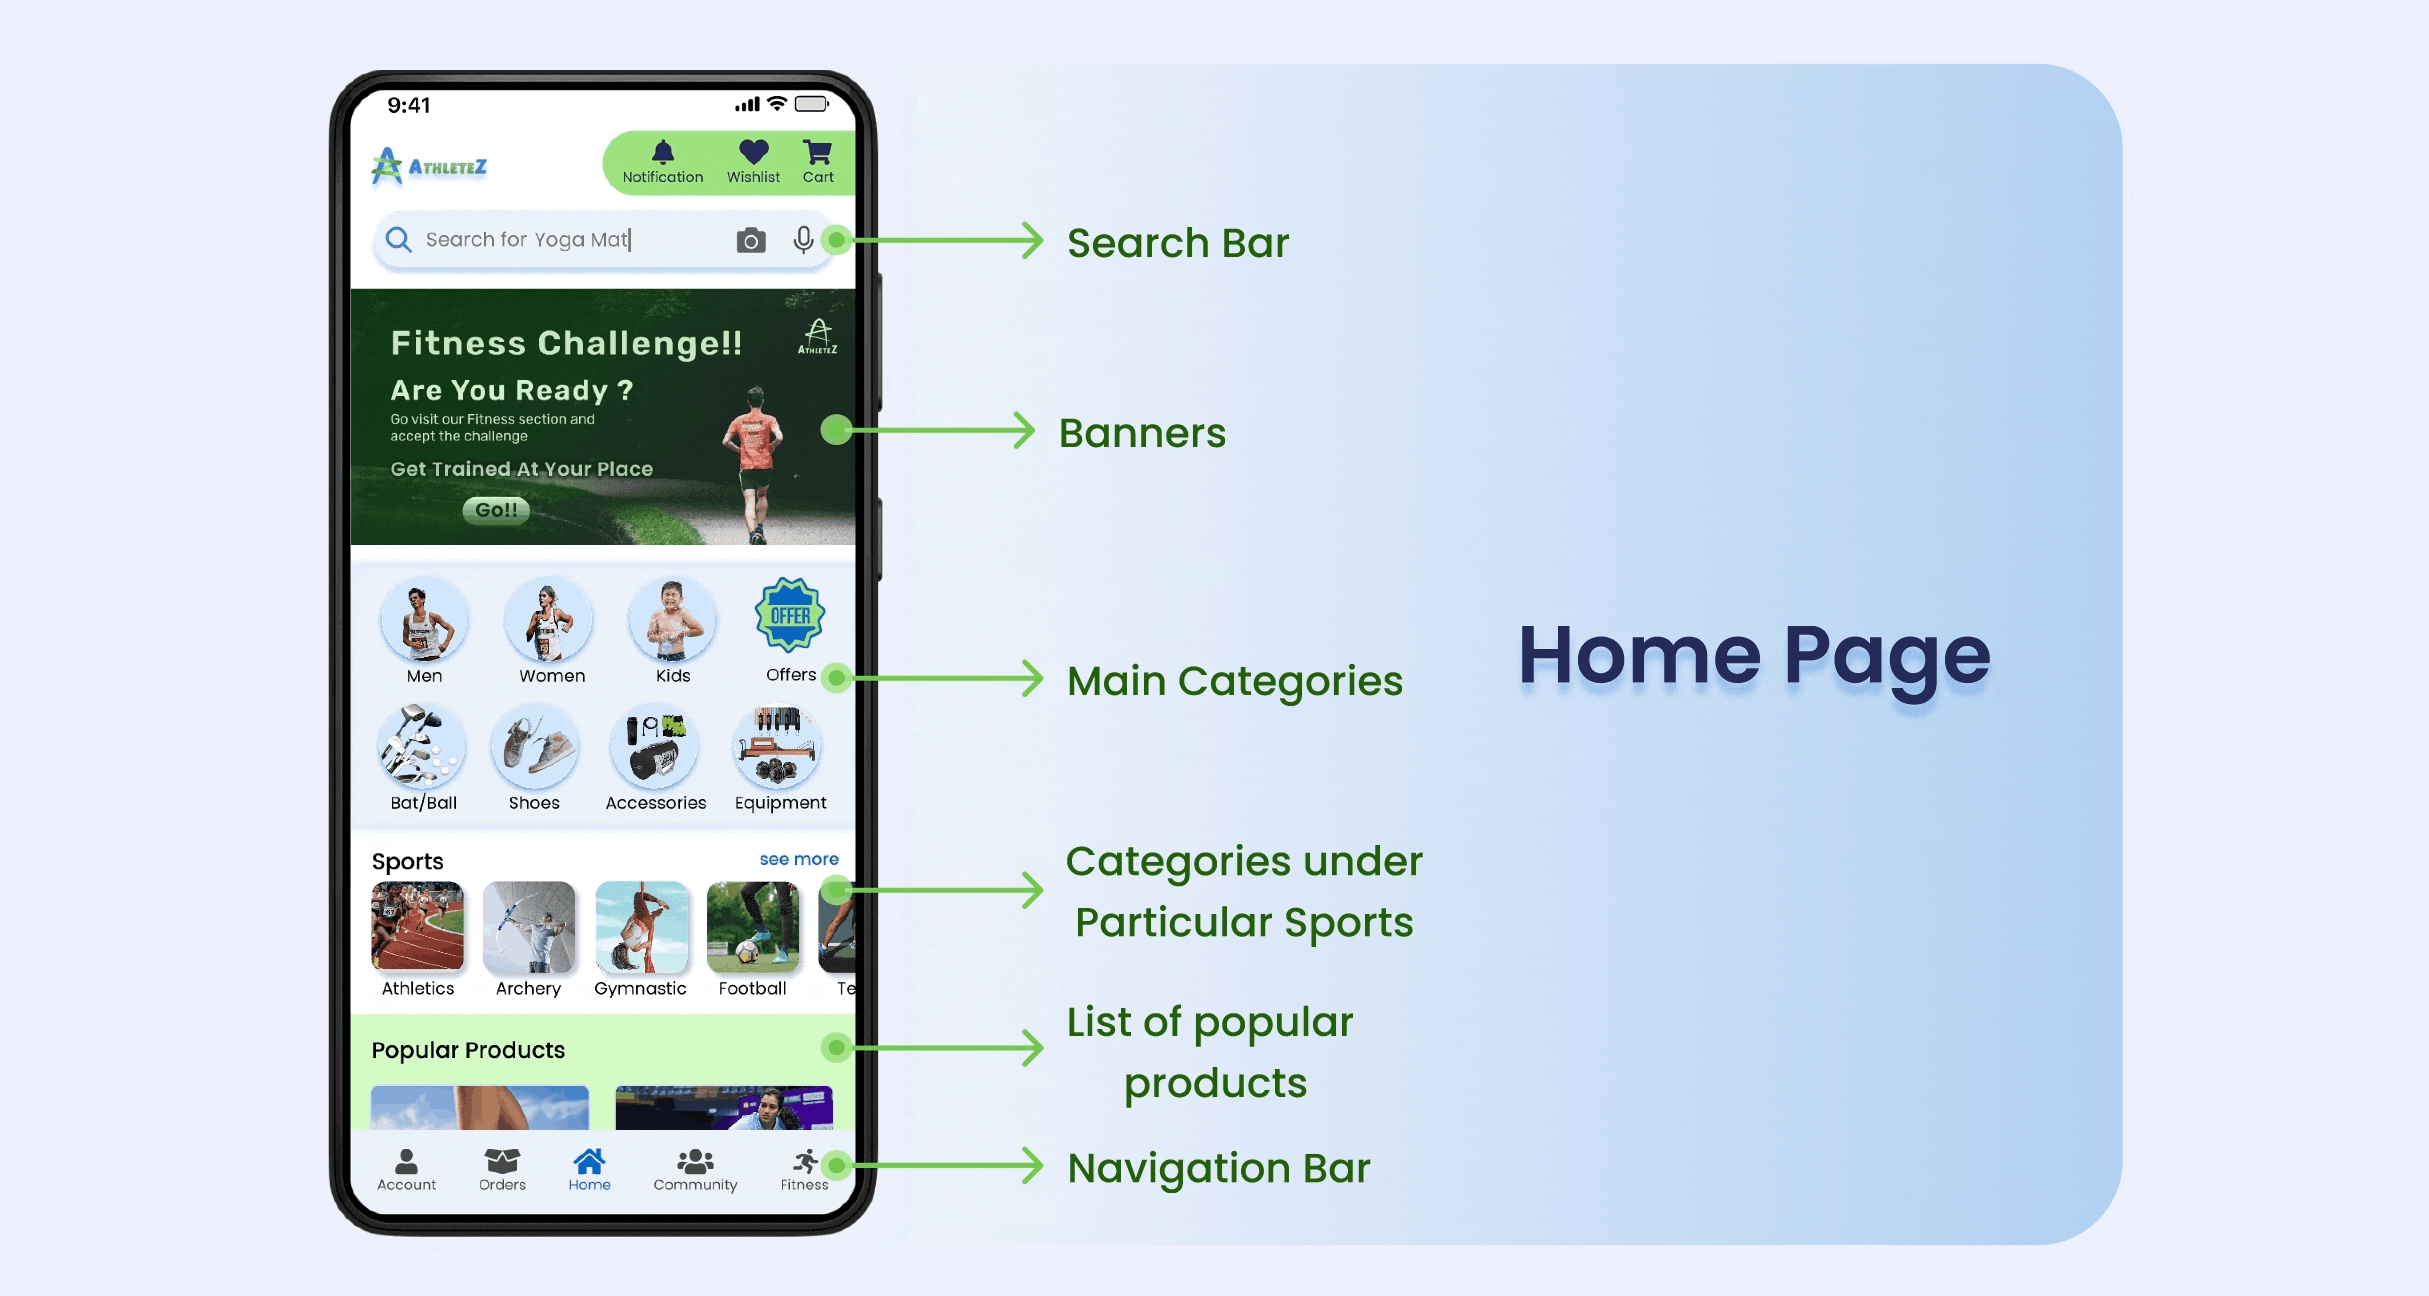 9:41
ATHLETEZ
Notification Wishlist Cart
Search for Yoga Mat
Search Bar
Fitness Challenge!!
ATHLETEZ
Are You Ready ?
Go visit our Fitness section and
accept the challenge
Get Trained At Your Place
Go!!
Banners
OFFER
Men Women Kids Offers
Main Categories
Bat/Ball Shoes Accessories Equipment
Home Page
Sports see more
Athletics Archery Gymnastic Football Te
Categories under
Particular Sports
Popular Products
List of popular
products
Account Orders Home Community Fitness
Navigation Bar